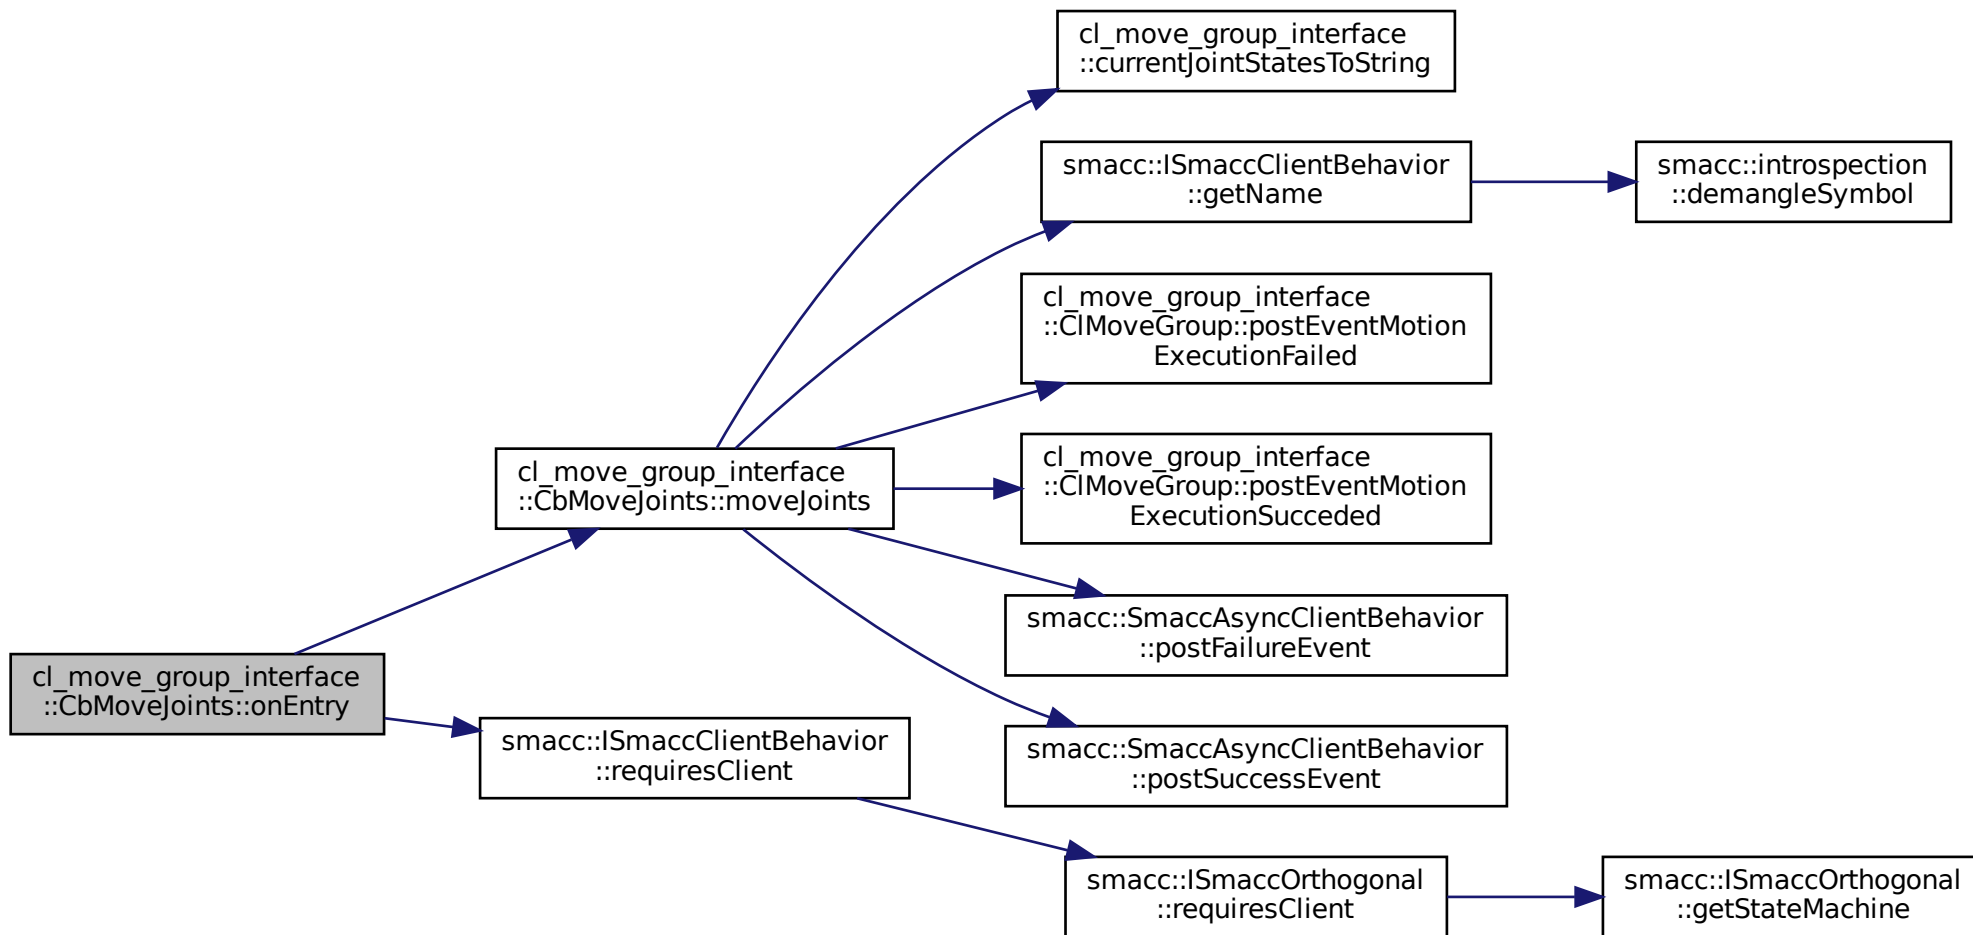 cl_move_group_interface
::currentJointStatesToString
smacc::ISmaccClientBehavior
::getName
smacc::introspection
::demangleSymbol
cl_move_group_interface
::ClMoveGroup::postEventMotion
ExecutionFailed
cl_move_group_interface
::CbMoveJoints::moveJoints
cl_move_group_interface
::ClMoveGroup::postEventMotion
ExecutionSucceded
smacc::SmaccAsyncClientBehavior
::postFailureEvent
cl_move_group_interface
::CbMoveJoints::onEntry
smacc::ISmaccClientBehavior
::requiresClient
smacc::SmaccAsyncClientBehavior
::postSuccessEvent
smacc::ISmaccOrthogonal
::requiresClient
smacc::ISmaccOrthogonal
::getStateMachine